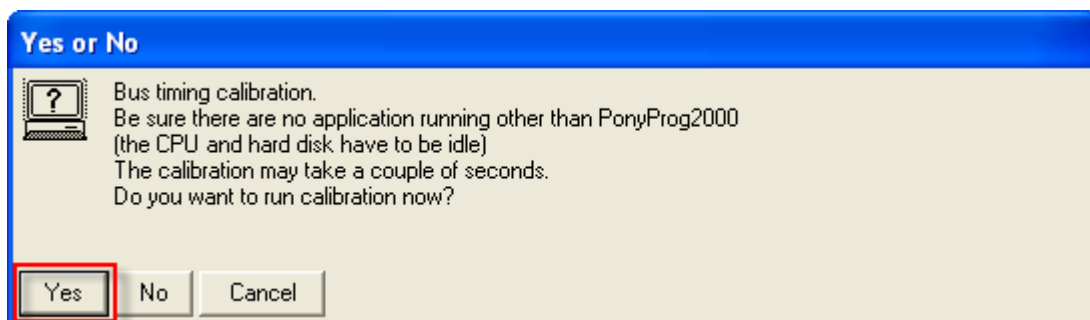 Yes or No
?
Bus timing calibration.
Be sure there are no application running other than PonyProg2000
(the CPU and hard disk have to be idle)
The calibration may take a couple of seconds.
Do you want to run calibration now?
Yes No Cancel